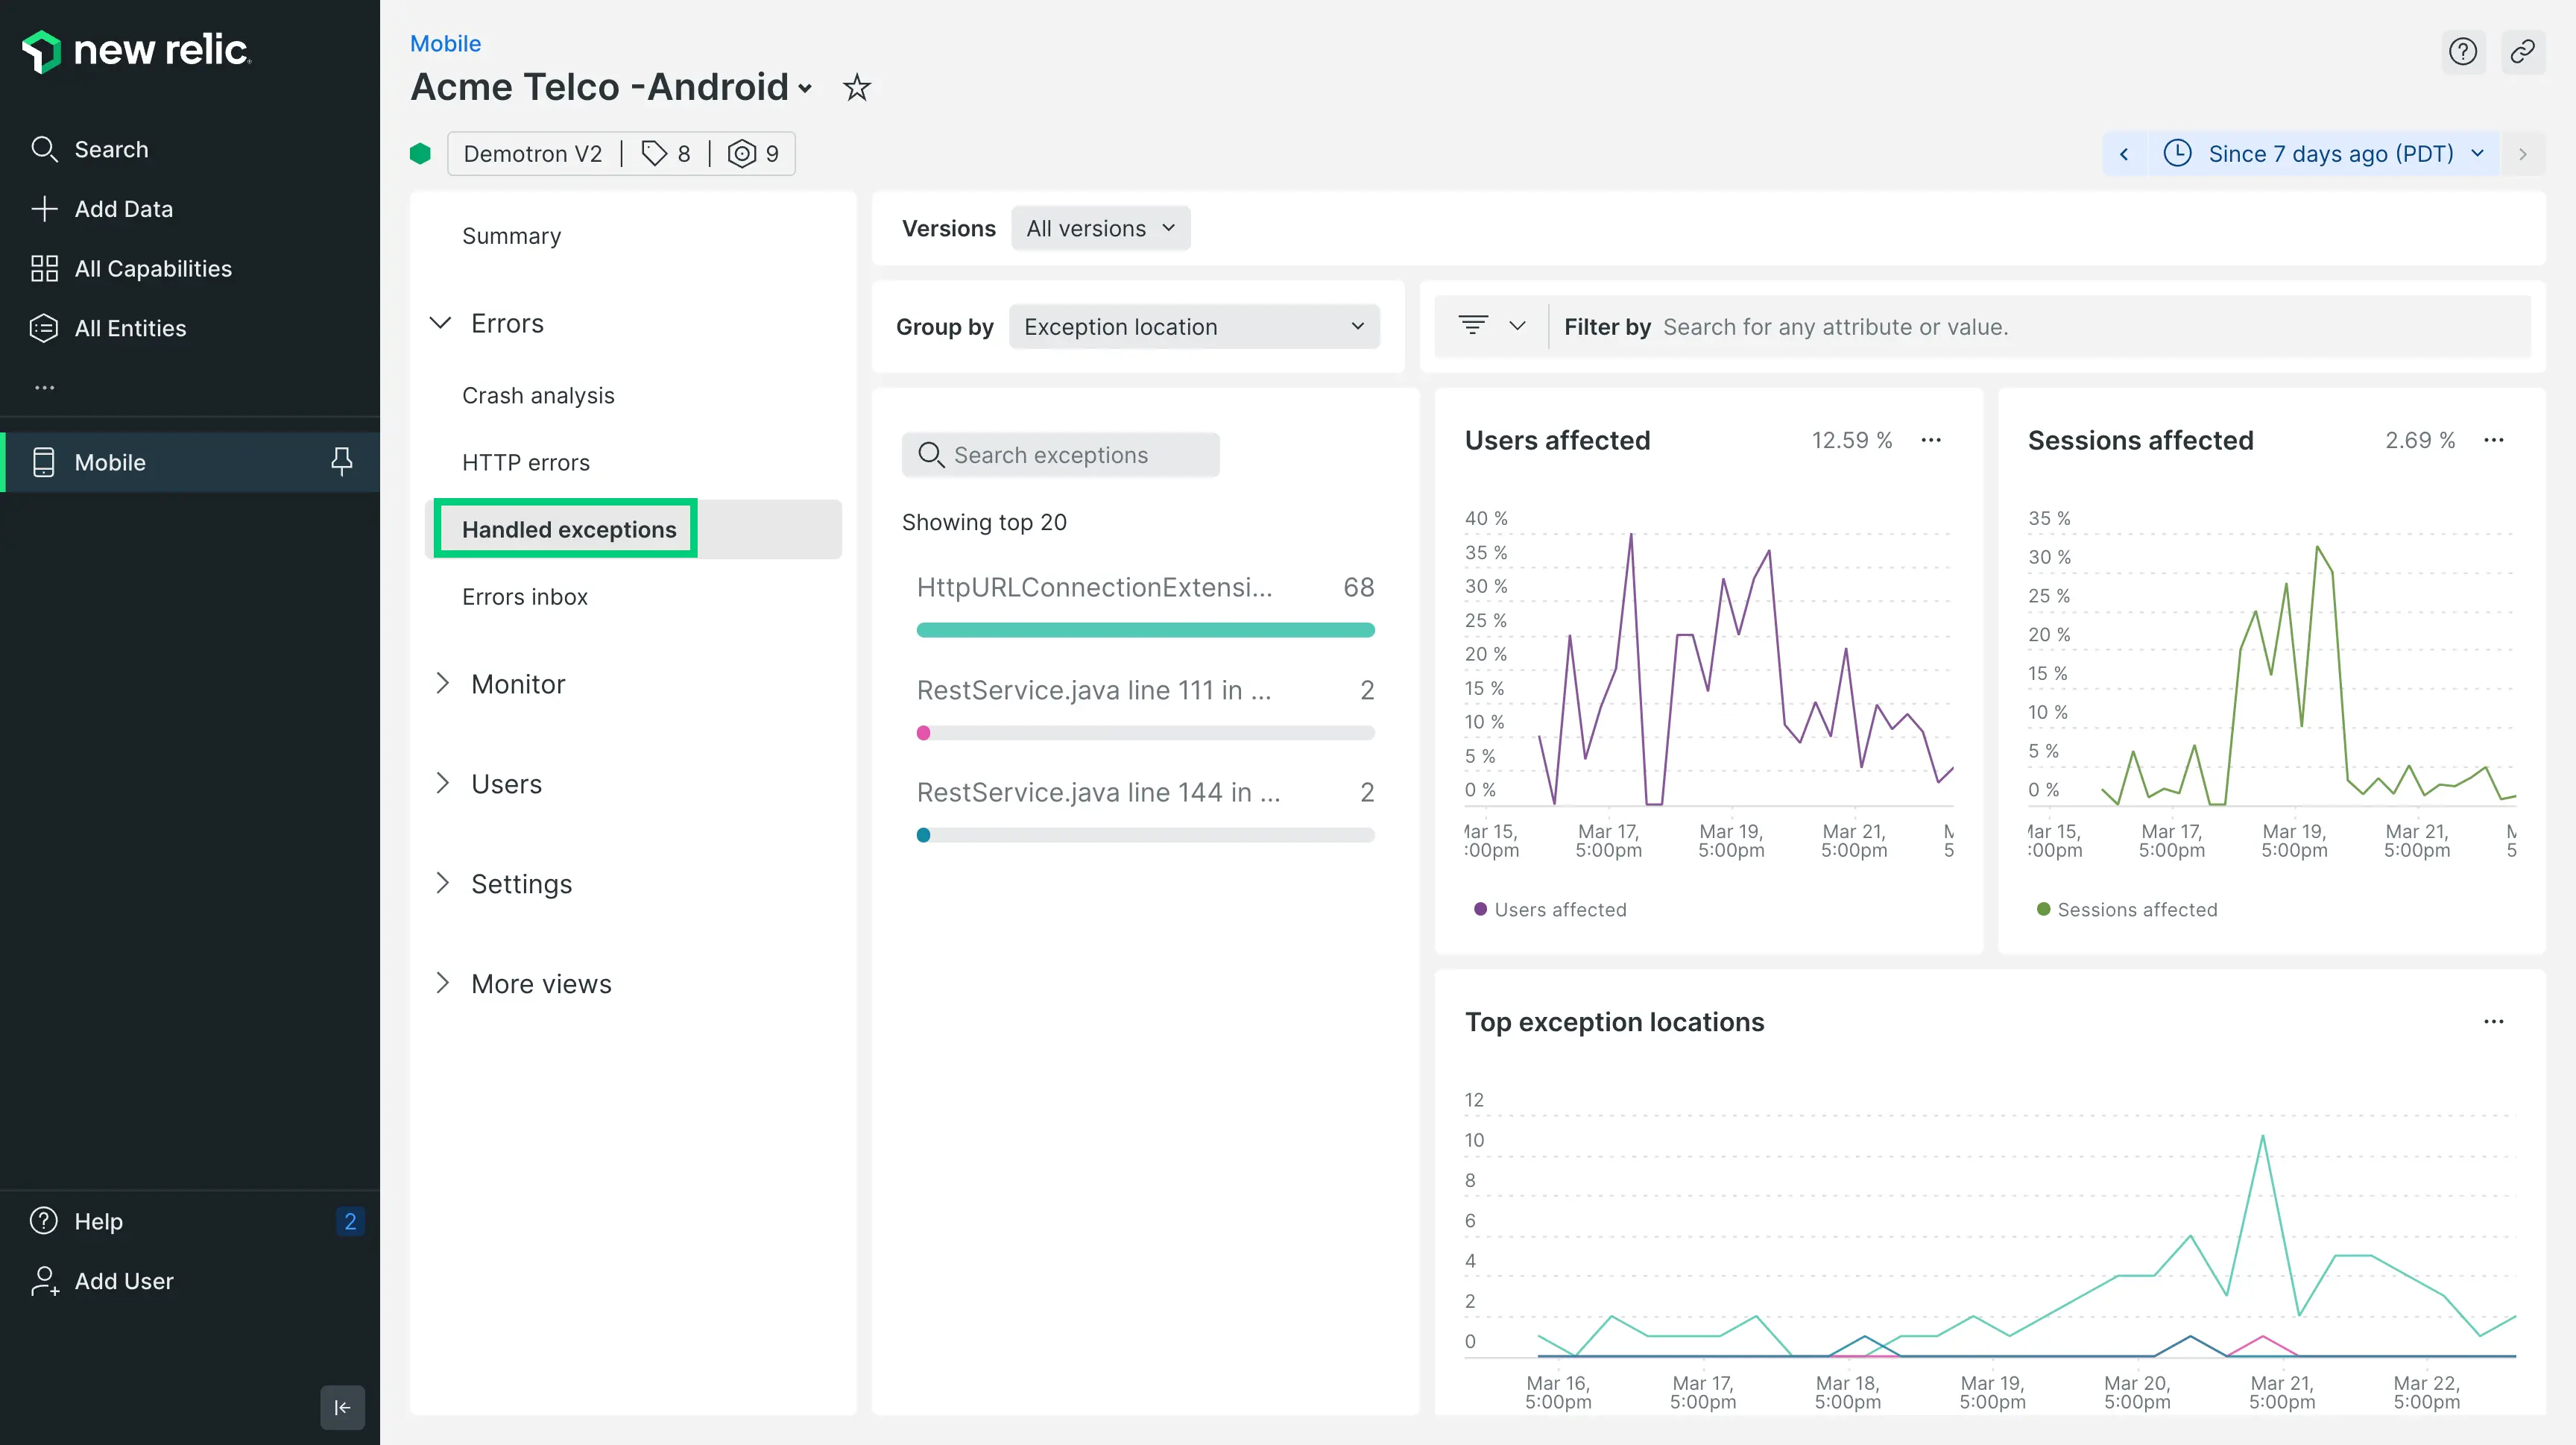 new relic
Search
Add Data
All Capabilities
All Entities
...
Mobile
Help 2
Add User
Mobile
Acme Telco -Android
Demotron V2 | 8 | 9
Since 7 days ago (PDT)
Summary
Errors
Crash analysis
HTTP errors
Handled exceptions
Errors inbox
Monitor
Users
Settings
More views
Versions All versions
Group by Exception location
Filter by Search for any attribute or value.
Search exceptions
Showing top 20
HttpURLConnectionExtensi... 68
RestService.java line 111 in ... 2
RestService.java line 144 in ... 2
Users affected 12.59 % ...
40 %
35 %
30 %
25 %
20 %
15 %
10 %
5 %
0 %
Mar 15, Mar 17, Mar 19, Mar 21, M
:00pm 5:00pm 5:00pm 5:00pm 5
Users affected
Sessions affected 2.69 % ...
35 %
30 %
25 %
20 %
15 %
10 %
5 %
0 %
Mar 15, Mar 17, Mar 19, Mar 21, M
:00pm 5:00pm 5:00pm 5:00pm 5
Sessions affected
Top exception locations ...
12
10
8
6
4
2
0
Mar 16, Mar 17, Mar 18, Mar 19, Mar 20, Mar 21, Mar 22,
5:00pm 5:00pm 5:00pm 5:00pm 5:00pm 5:00pm 5:00pm